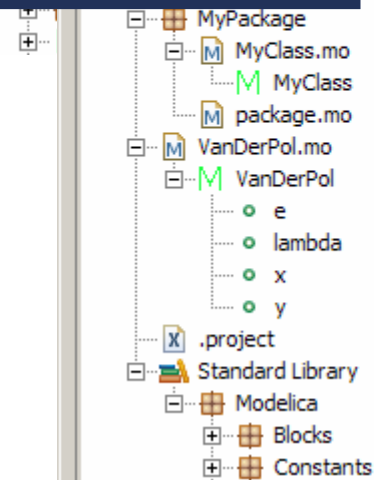 MyPackage
MyClass.mo
MyClass
package.mo
VanDerPol.mo
VanDerPol
e
lambda
x
y
.project
Standard Library
Modelica
Blocks
Constants